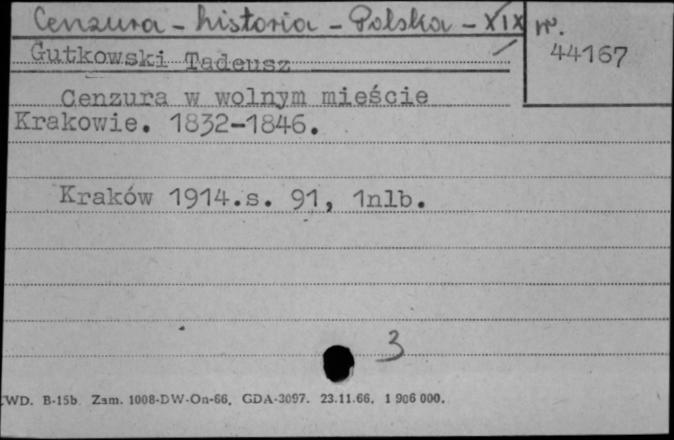 Cenzura - historia - Polska - XIX w.
44167
Gutkowski Tadeusz
Cenzura w wolnym mieście
Krakowie. 1832-1846.
Kraków 1914.s. 91, 1nlb.
3
WD. B-15b. Zam. 1008-DW-On-66. GDA-3097. 23.11.66. 1 906 000.